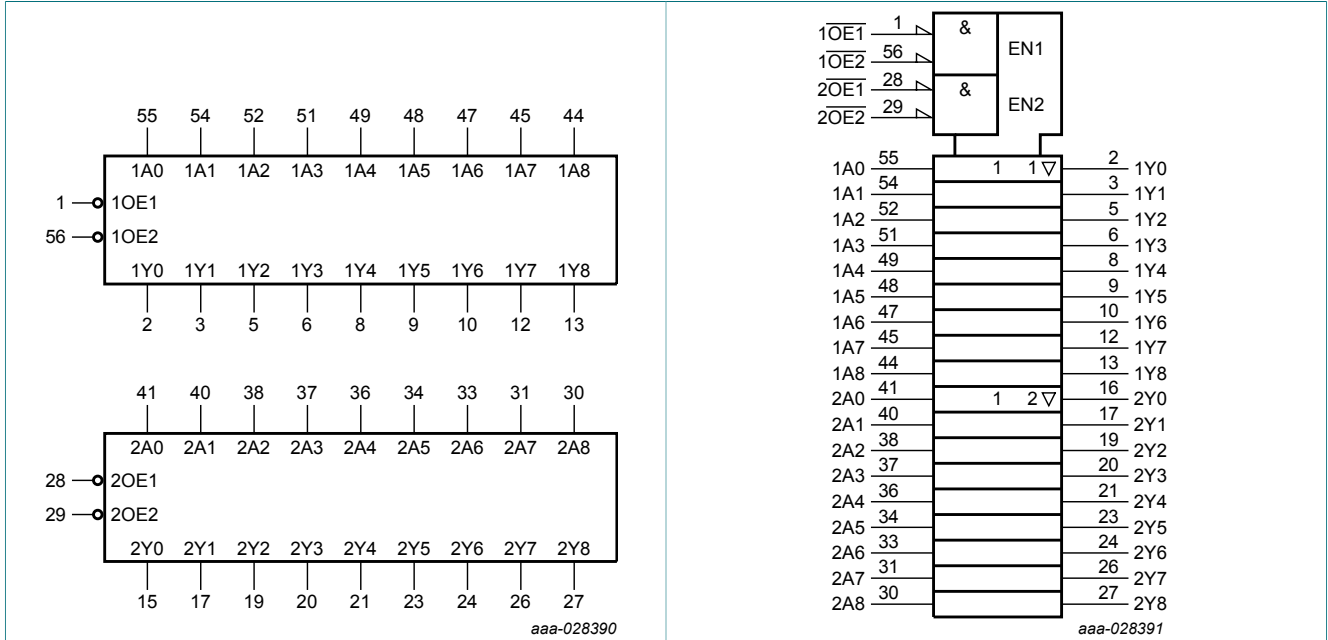 55 54 52 51 49 48 47 45 44
1A0 1A1 1A2 1A3 1A4 1A5 1A6 1A7 1A8
1 1OE1
56 1OE2
1Y0 1Y1 1Y2 1Y3 1Y4 1Y5 1Y6 1Y7 1Y8
2 3 5 6 8 9 10 12 13
41 40 38 37 36 34 33 31 30
2A0 2A1 2A2 2A3 2A4 2A5 2A6 2A7 2A8
28 2OE1
29 2OE2
2Y0 2Y1 2Y2 2Y3 2Y4 2Y5 2Y6 2Y7 2Y8
15 17 19 20 21 23 24 26 27
aaa-028390
1O̅E̅1̅ 1 & EN1
1O̅E̅2̅ 56
2O̅E̅1̅ 28 & EN2
2O̅E̅2̅ 29
1A0 55 1 1 ▽ 2 1Y0
1A1 54 3 1Y1
1A2 52 5 1Y2
1A3 51 6 1Y3
1A4 49 8 1Y4
1A5 48 9 1Y5
1A6 47 10 1Y6
1A7 45 12 1Y7
1A8 44 13 1Y8
2A0 41 1 2 ▽ 16 2Y0
2A1 40 17 2Y1
2A2 38 19 2Y2
2A3 37 20 2Y3
2A4 36 21 2Y4
2A5 34 23 2Y5
2A6 33 24 2Y6
2A7 31 26 2Y7
2A8 30 27 2Y8
aaa-028391